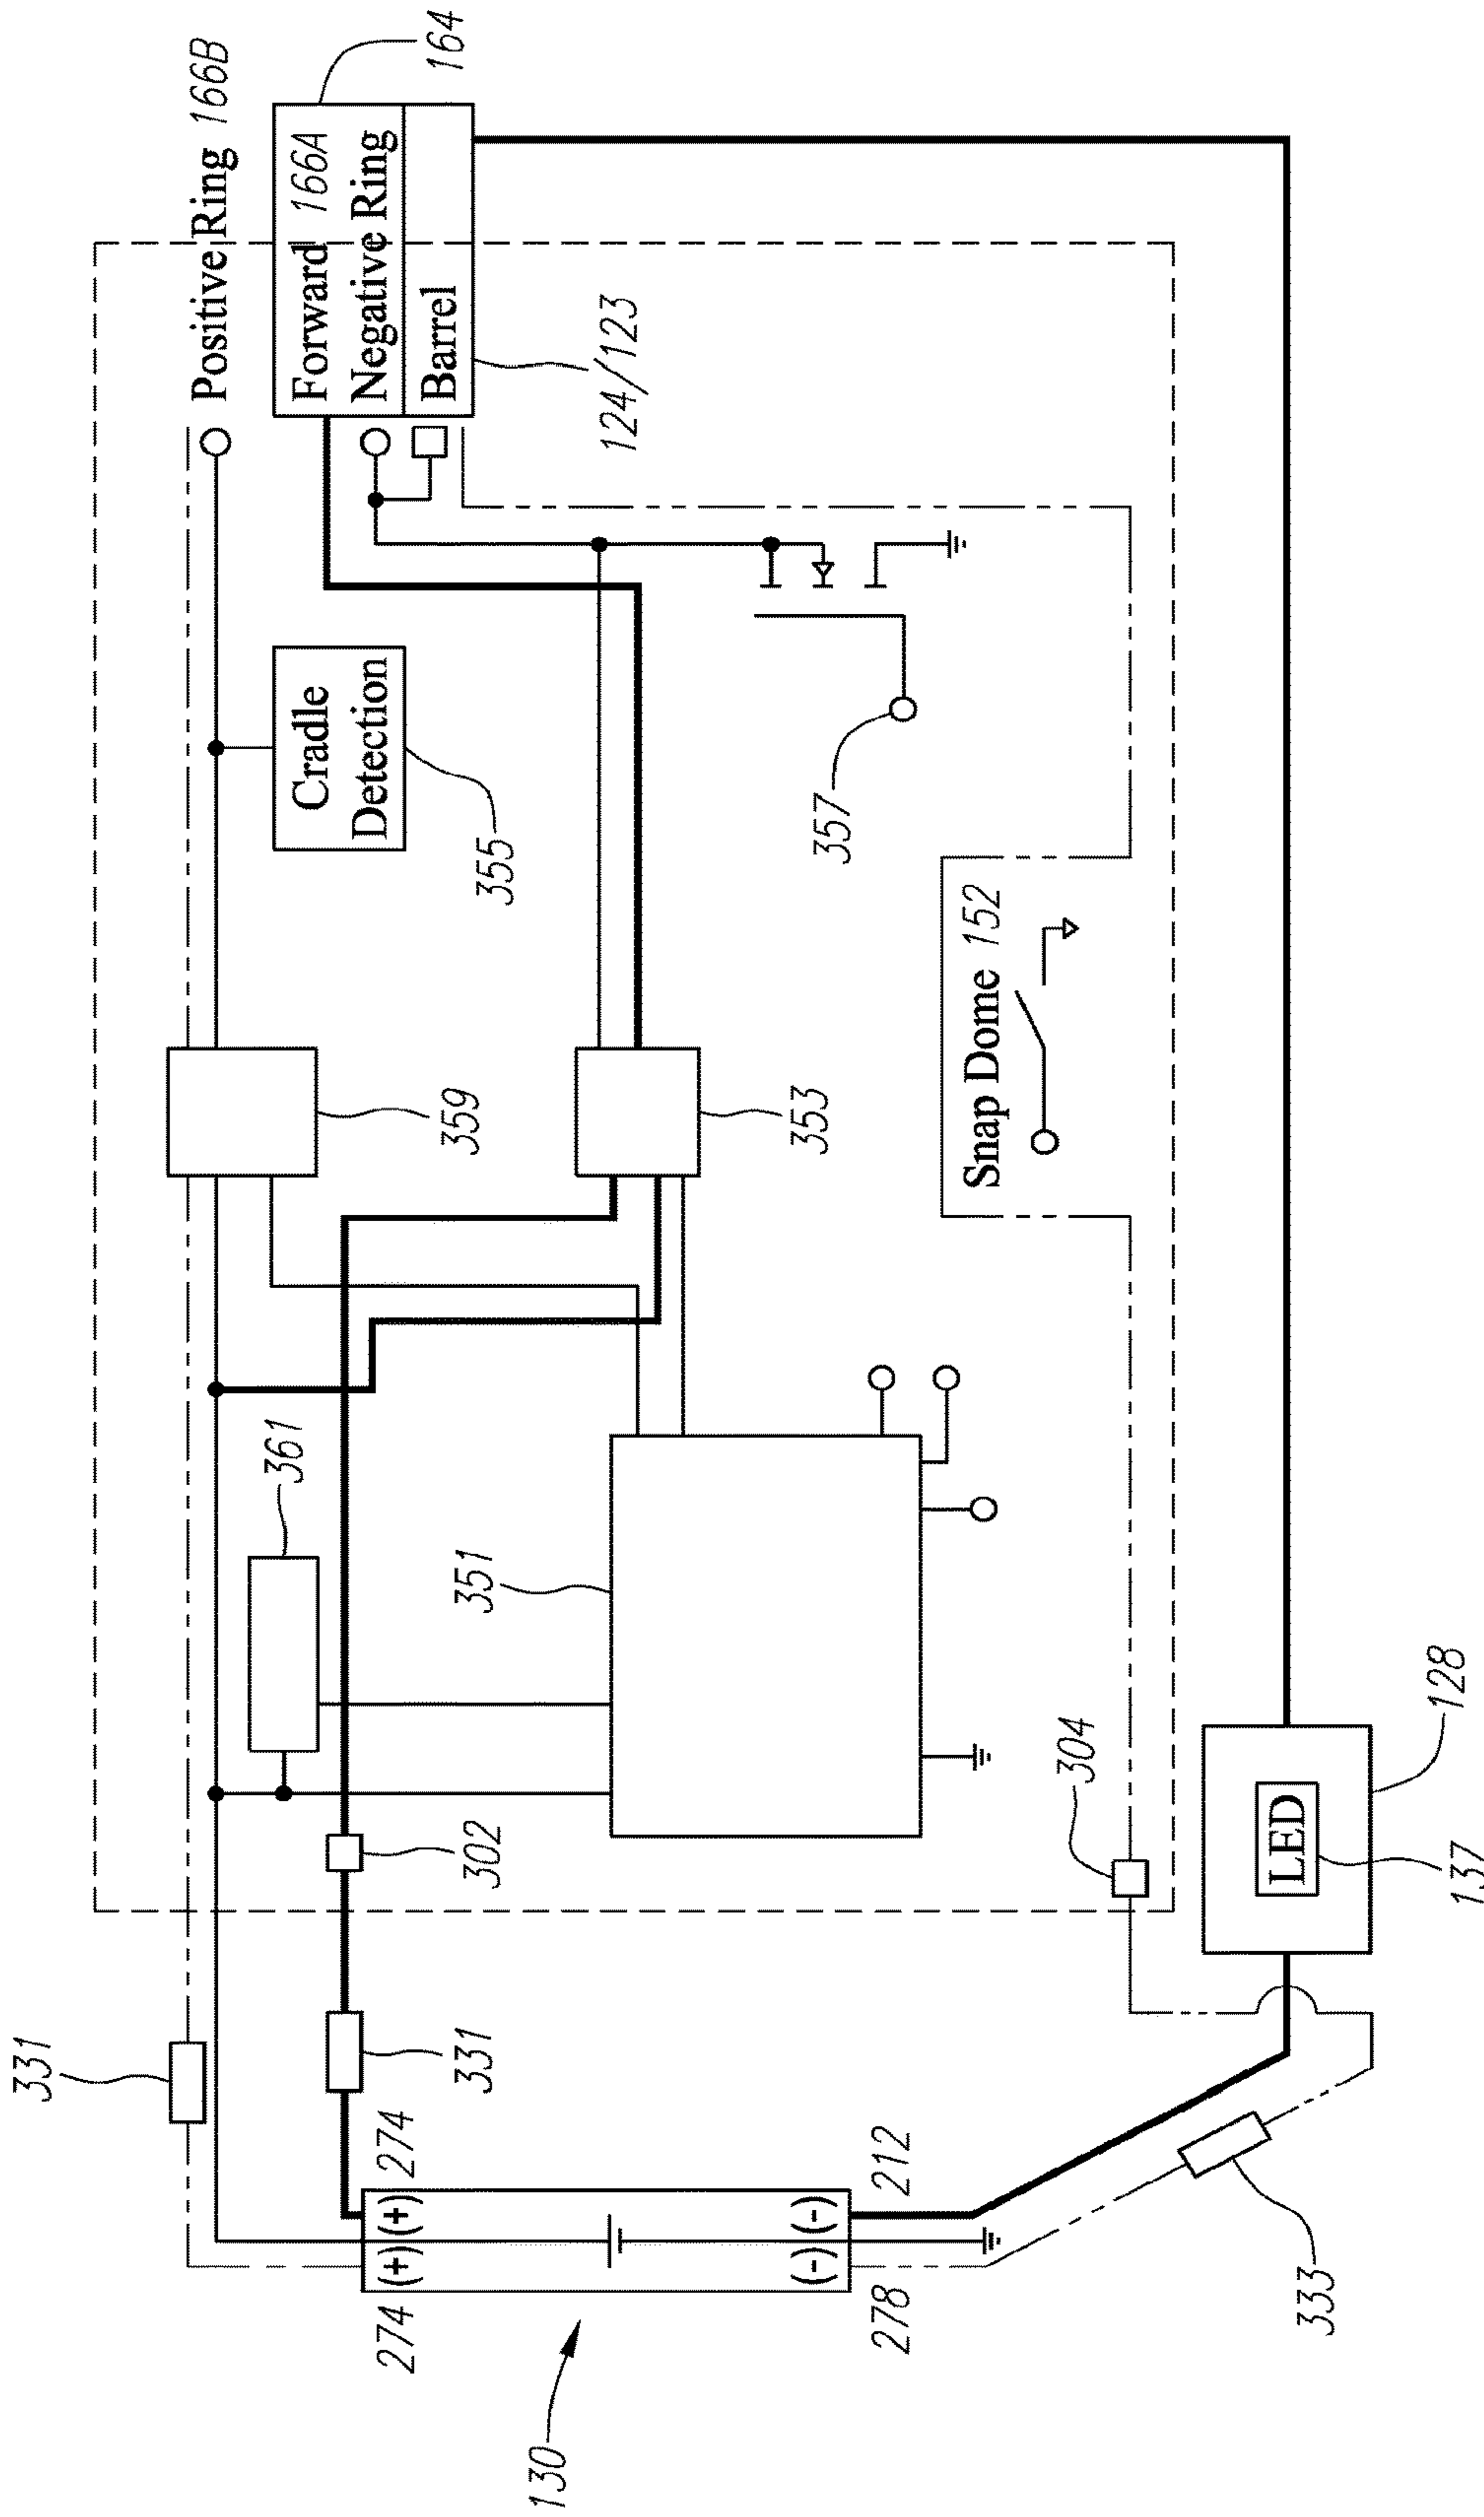 Positive Ring 166B
Forward 166A
Negative Ring
Barrel
164
124/123
Cradle
Detection
355
357
359
353
Snap Dome 152
361
351
302
304
331
331
LED
128
137
(+) 274
274 (+)
(-) 212
278 (-)
333
130